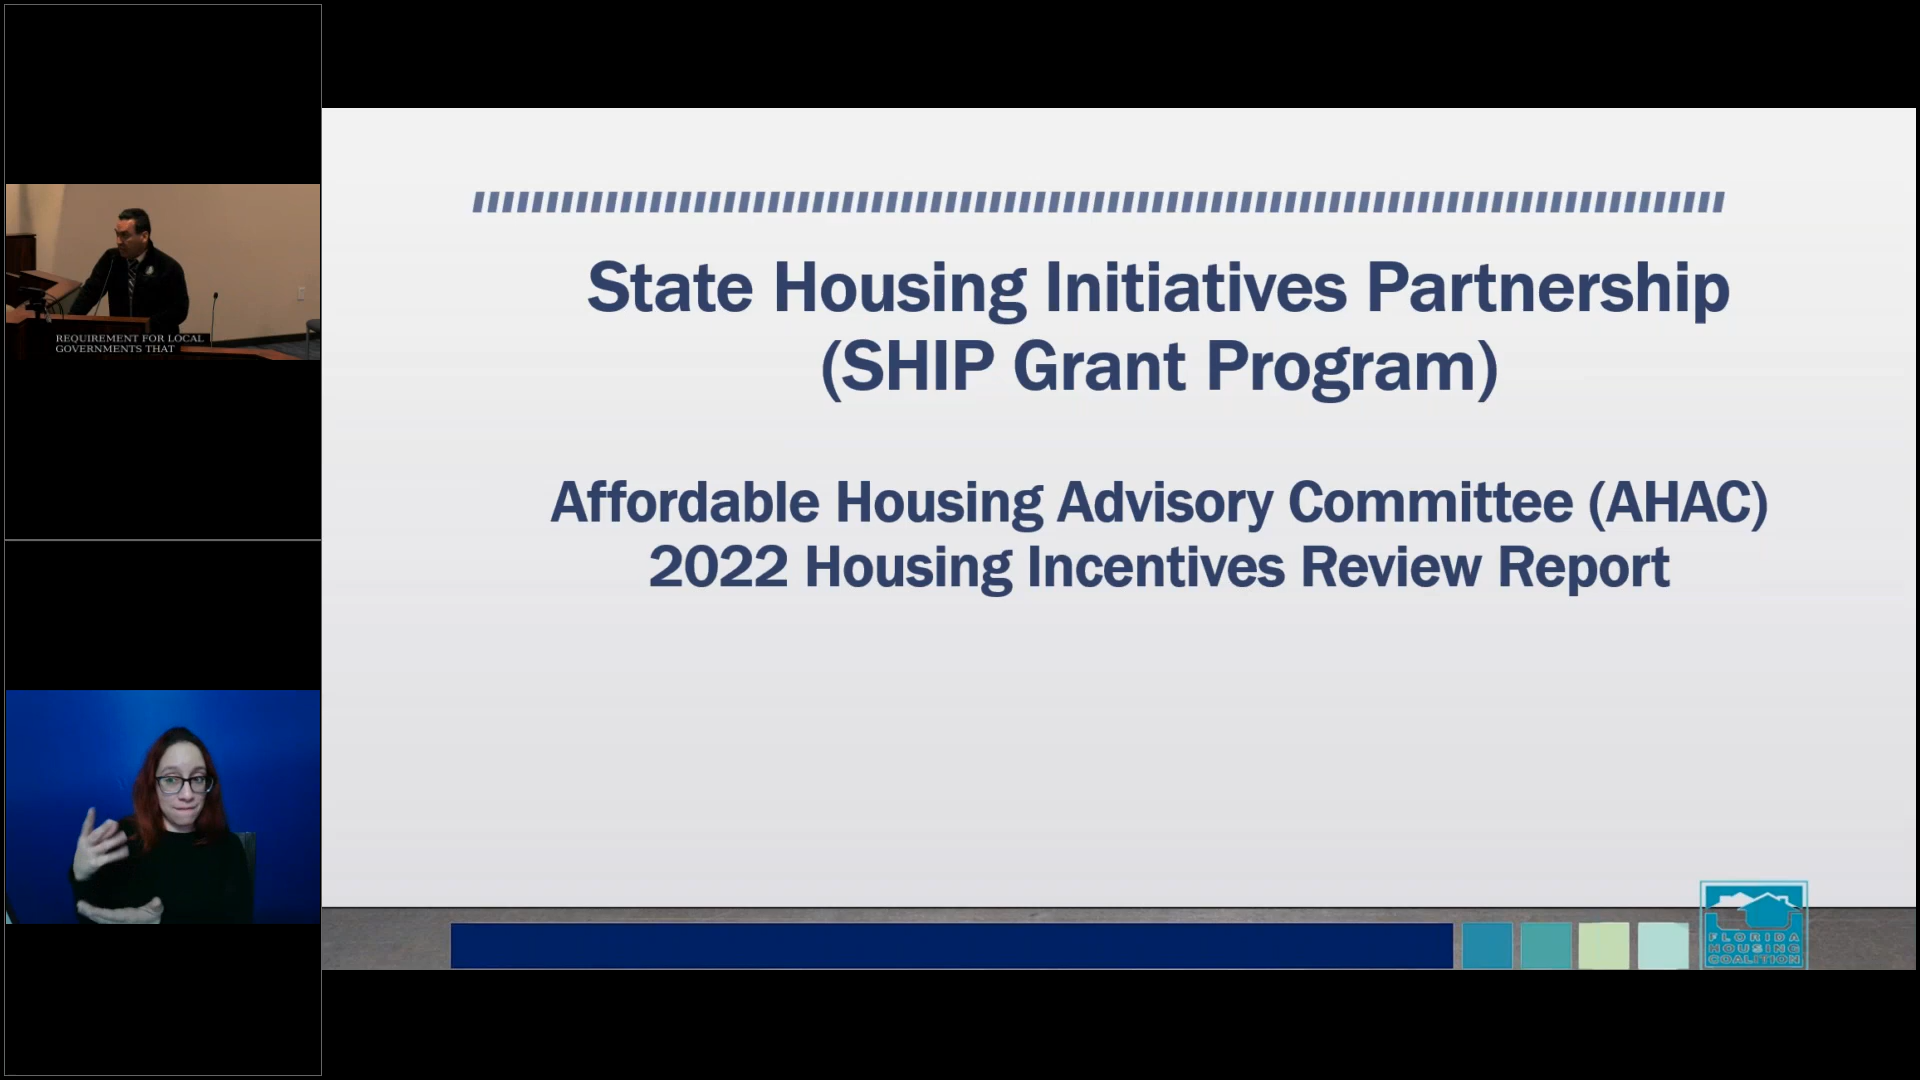 REQUIREMENT FOR LOCAL
GOVERNMENTS THAT
State Housing Initiatives Partnership
(SHIP Grant Program)
Affordable Housing Advisory Committee (AHAC)
2022 Housing Incentives Review Report
FLORIDA
HOUSING
COALITION